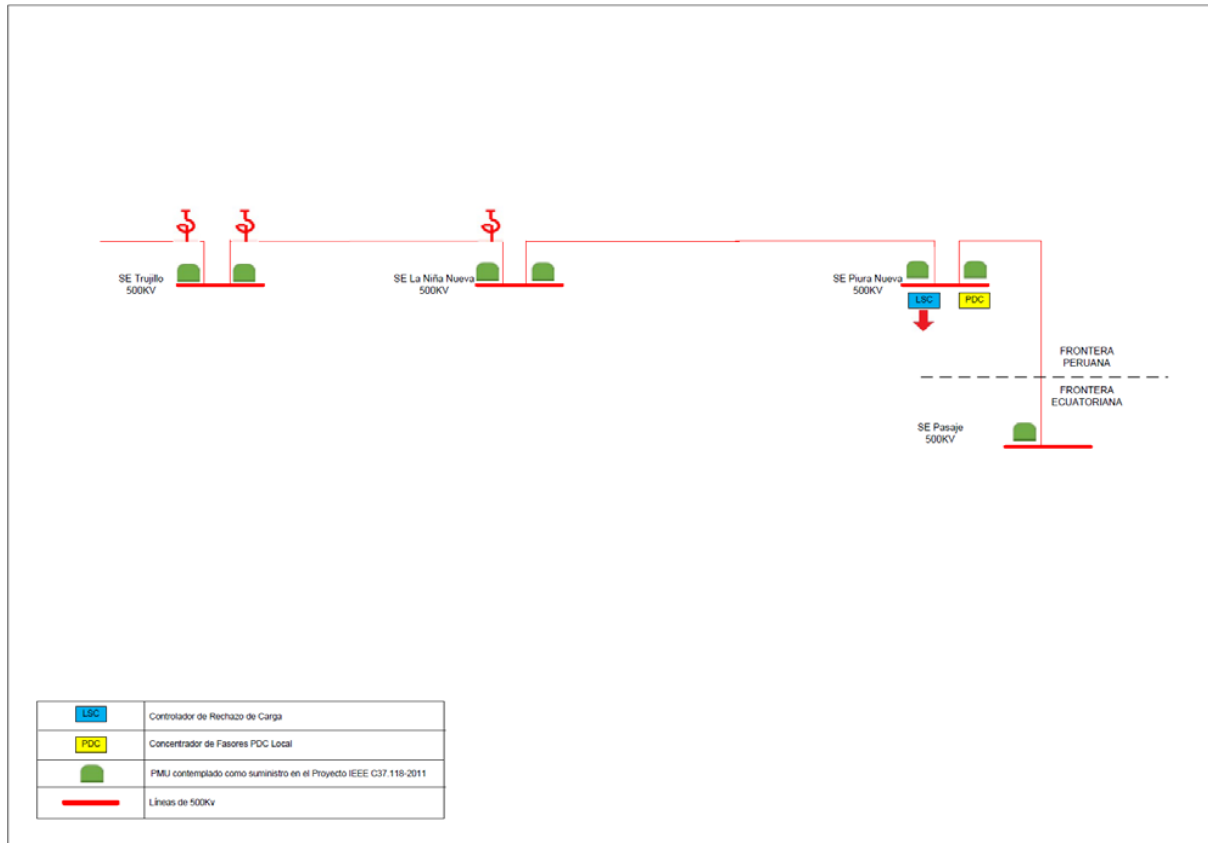 SE Trujillo
500KV
SE La Niña Nueva
500KV
SE Piura Nueva
500KV
LSC
PDC
FRONTERA
PERUANA
FRONTERA
ECUATORIANA
SE Pasaje
500KV
LSC
Controlador de Rechazo de Carga
PDC
Concentrador de Fasores PDC Local
PMU contemplado como suministro en el Proyecto IEEE C37.118-2011
Líneas de 500Kv